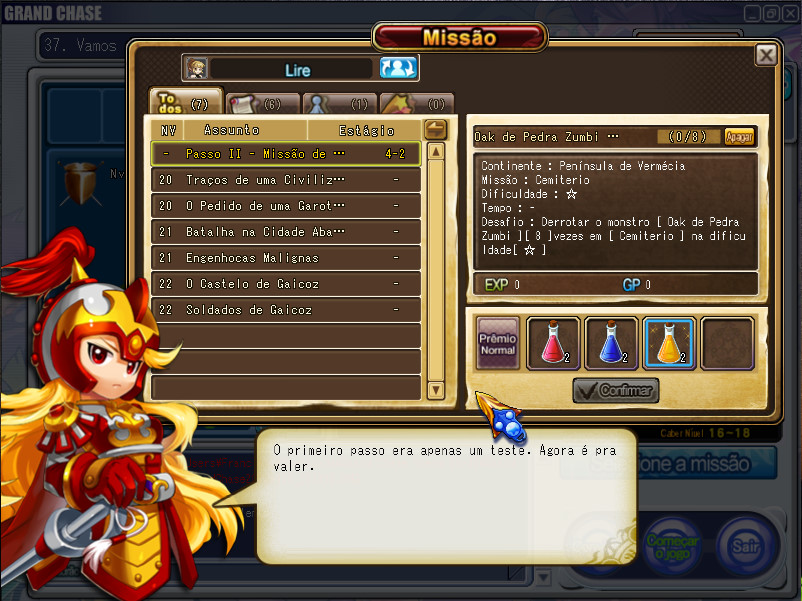 GRAND CHASE
Missão
37. Vamos
Lire
Todos (7)
(6)
(1)
(0)
NV Assunto Estágio
- Passo II - Missão de … 4-2
20 Traços de uma Civiliz… -
20 O Pedido de uma Garot… -
21 Batalha na Cidade Aba… -
21 Engenhocas Malignas -
22 O Castelo de Gaicoz -
22 Soldados de Gaicoz -
Oak de Pedra Zumbi … (0/8) Apagar
Continente : Península de Vermécia
Missão : Cemiterio
Dificuldade : ☆
Tempo : -
Desafio : Derrotar o monstro [ Oak de Pedra
Zumbi ][ 8 ]vezes em [ Cemiterio ] na dificu
ldade[ ☆ ]
EXP 0 GP 0
Prêmio
Normal
2
2
2
Confirmar
Nv
16~18
ione a missão
O primeiro passo era apenas um teste. Agora é pra
valer.
Começar
o jogo
Sair